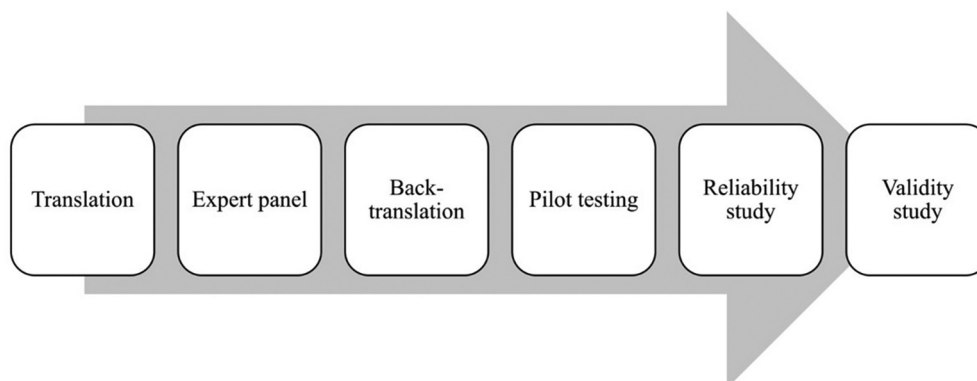 Translation
Expert panel
Back-
translation
Pilot testing
Reliability
study
Validity
study